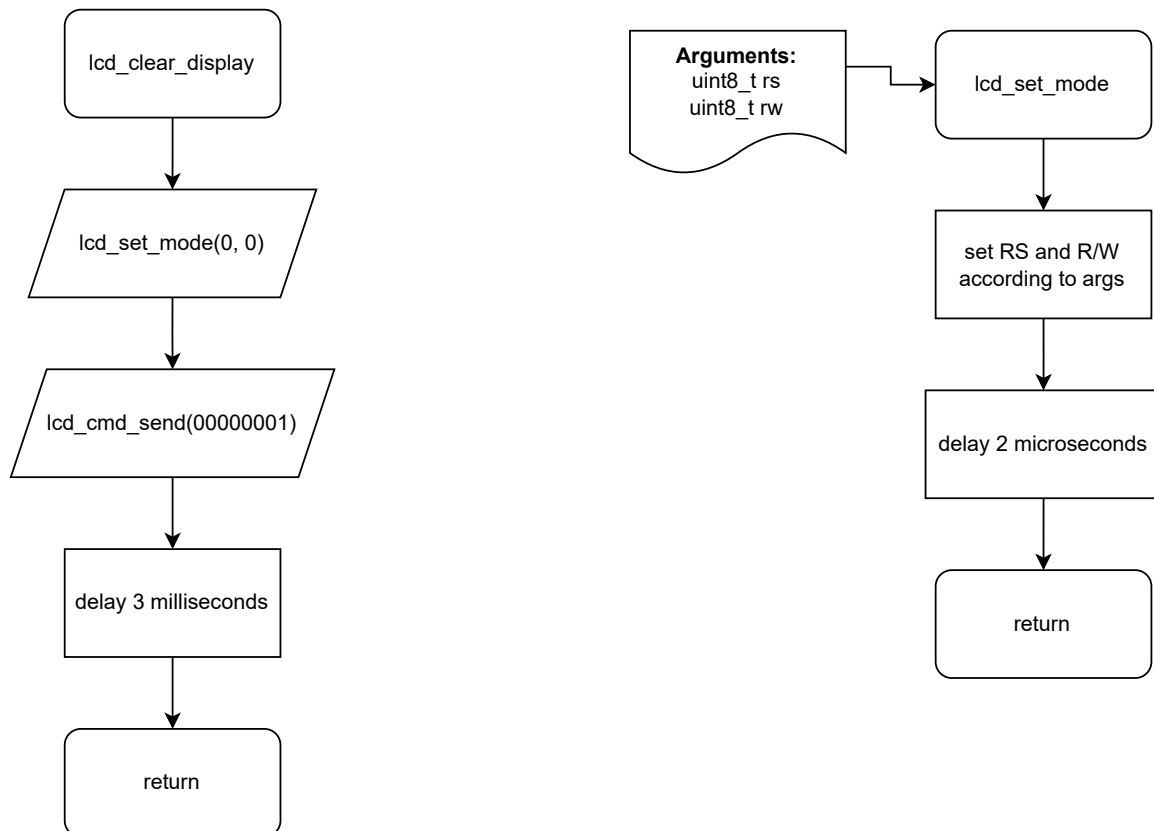 lcd_clear_display
lcd_set_mode(0, 0)
lcd_cmd_send(00000001)
delay 3 milliseconds
return
Arguments:
uint8_t rs
uint8_t rw
lcd_set_mode
set RS and R/W
according to args
delay 2 microseconds
return